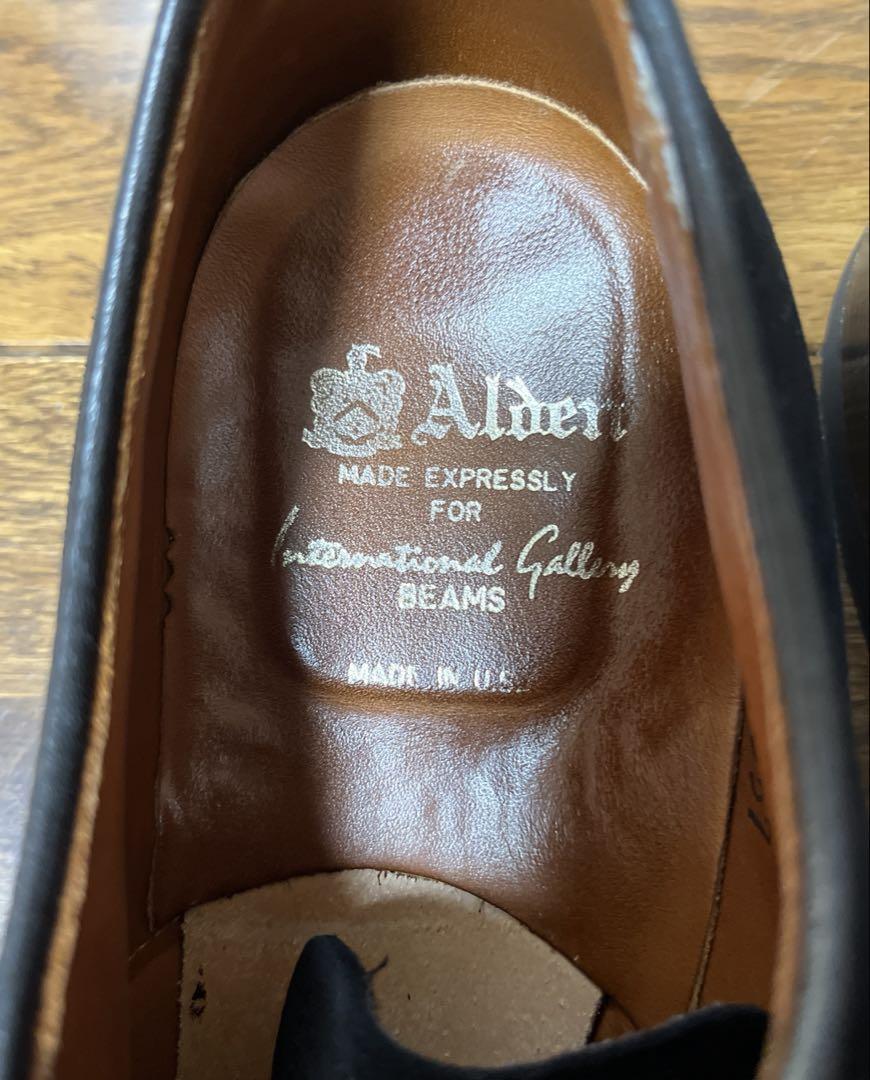 Alden
MADE EXPRESSLY
FOR
International Gallery
BEAMS
MADE IN U.S.